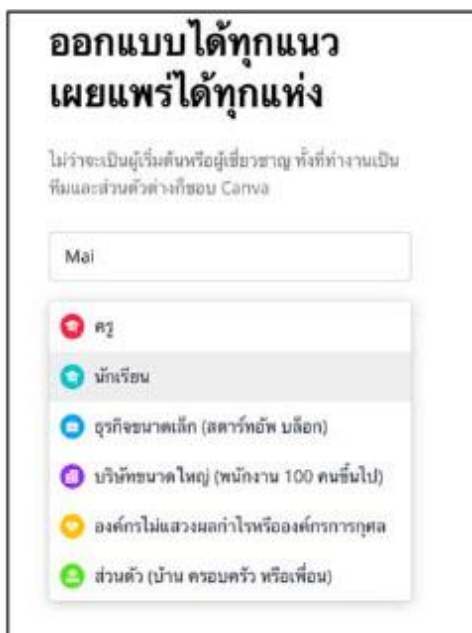 ออกแบบได้ทุกแนว
เผยแพร่ได้ทุกแห่ง
ไม่ว่าจะเป็นผู้เริ่มต้นหรือผู้เชี่ยวชาญ ทั้งที่ทำงานเป็น
ทีมและส่วนตัวต่างก็ชอบ Canva
Mai
ครู
นักเรียน
ธุรกิจขนาดเล็ก (สตาร์ทอัพ บล็อก)
บริษัทขนาดใหญ่ (พนักงาน 100 คนขึ้นไป)
องค์กรไม่แสวงผลกำไรหรือองค์กรการกุศล
ส่วนตัว (บ้าน ครอบครัว หรือเพื่อน)